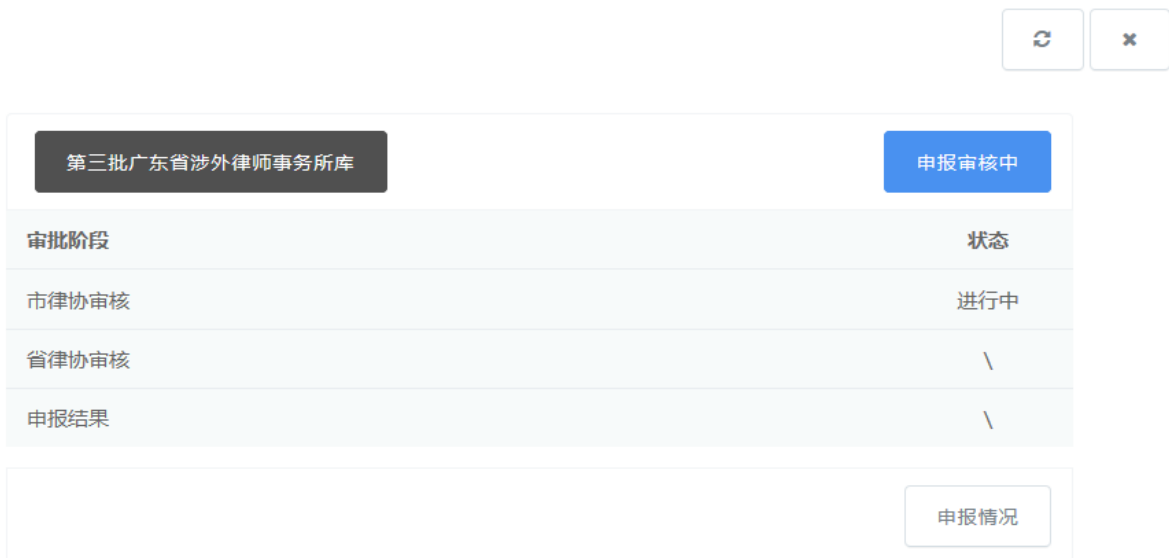 第三批广东省涉外律师事务所库 申报审核中
审批阶段 状态
市律协审核 进行中
省律协审核 \
申报结果 \
申报情况